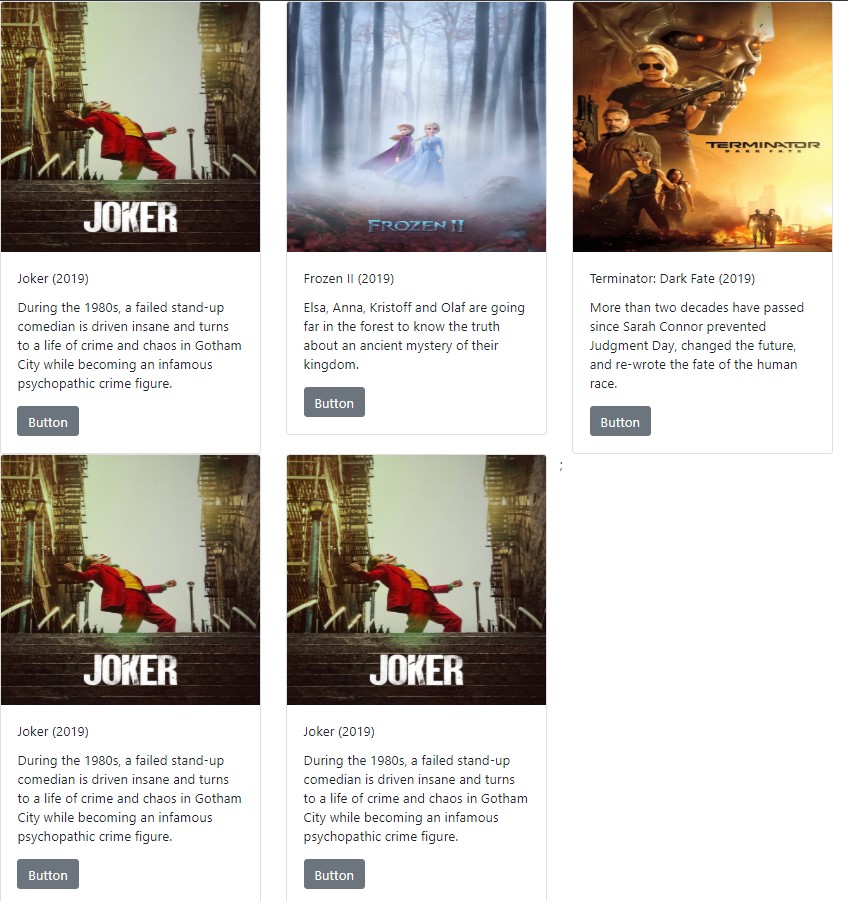 JOKER
Joker (2019)
During the 1980s, a failed stand-up
comedian is driven insane and turns
to a life of crime and chaos in Gotham
City while becoming an infamous
psychopathic crime figure.
Button
FROZEN II
Frozen II (2019)
Elsa, Anna, Kristoff and Olaf are going
far in the forest to know the truth
about an ancient mystery of their
kingdom.
Button
TERMINATOR
DARK FATE
Terminator: Dark Fate (2019)
More than two decades have passed
since Sarah Connor prevented
Judgment Day, changed the future,
and re-wrote the fate of the human
race.
Button
JOKER
Joker (2019)
During the 1980s, a failed stand-up
comedian is driven insane and turns
to a life of crime and chaos in Gotham
City while becoming an infamous
psychopathic crime figure.
Button
JOKER
Joker (2019)
During the 1980s, a failed stand-up
comedian is driven insane and turns
to a life of crime and chaos in Gotham
City while becoming an infamous
psychopathic crime figure.
Button
;